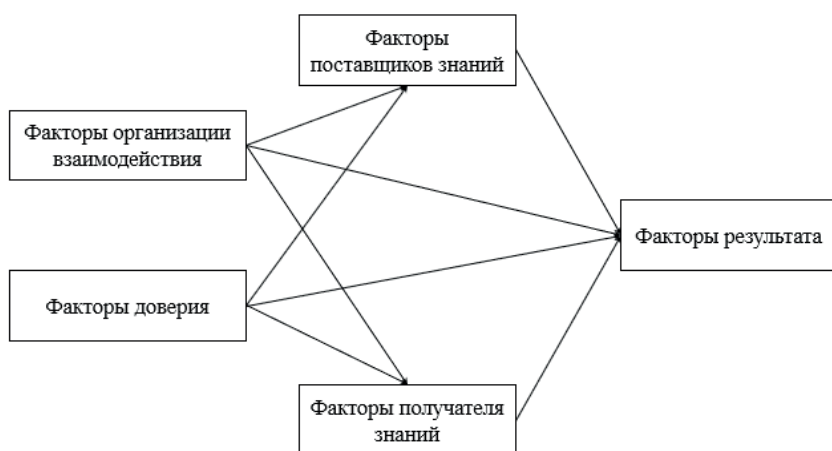 Факторы
поставщиков знаний
Факторы организации
взаимодействия
Факторы результата
Факторы доверия
Факторы получателя
знаний